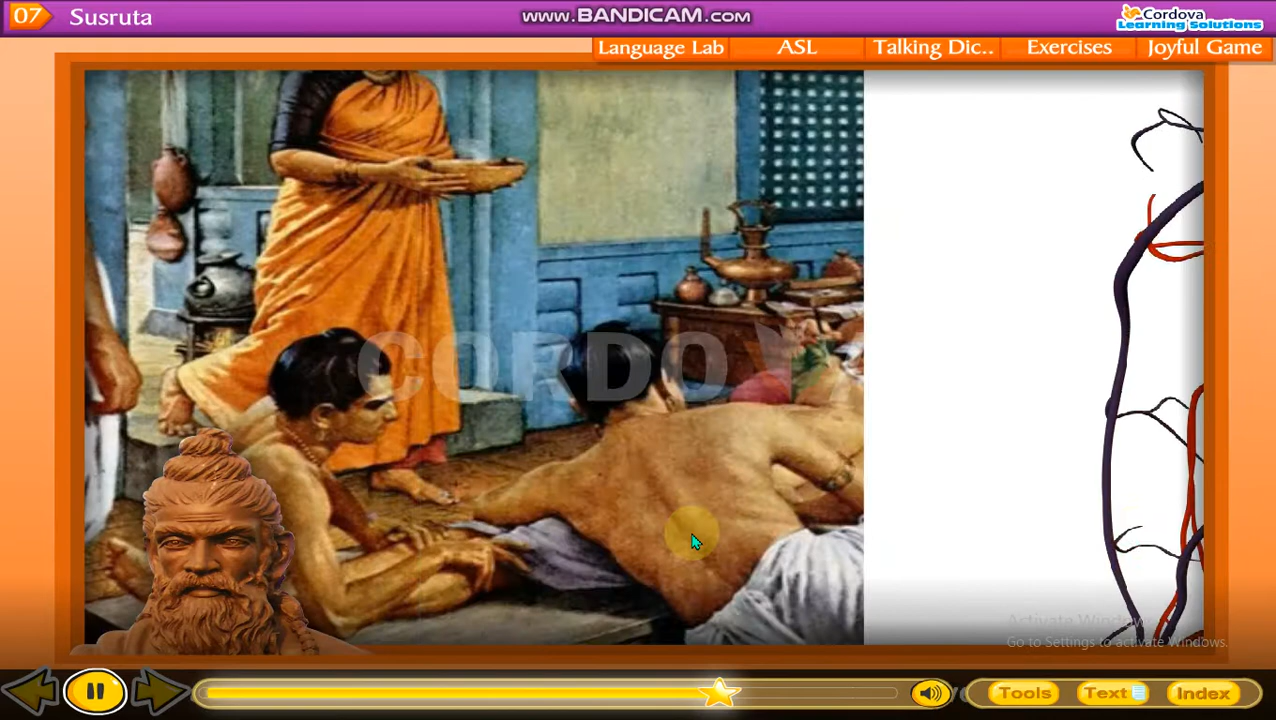 07 Susruta
www.BANDICAM.com
Cordova
Learning Solutions
Language Lab ASL Talking Dic.. Exercises Joyful Game
CORDOVA
Activate Windows
Go to Settings to activate Windows.
Tools Text Index